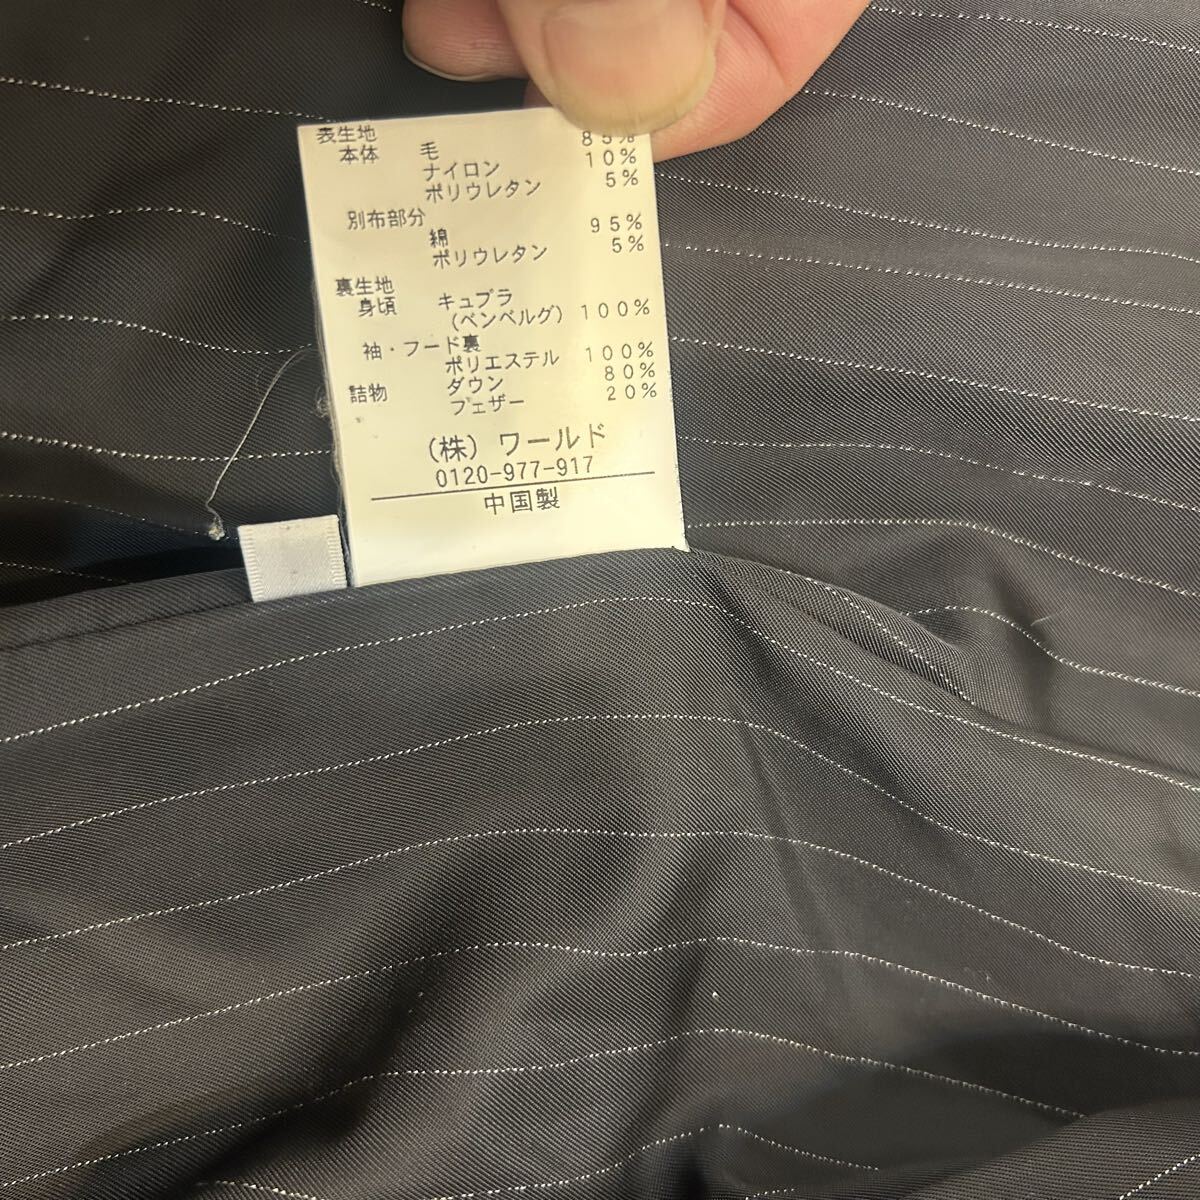 表生地
本体 毛 85%
ナイロン 10%
ポリウレタン 5%
別布部分
綿 95%
ポリウレタン 5%
裏生地
身頃 キュプラ
(ベンベルグ) 100%
袖・フード裏
ポリエステル 100%
詰物 ダウン 80%
フェザー 20%
(株) ワールド
0120-977-917
中国製